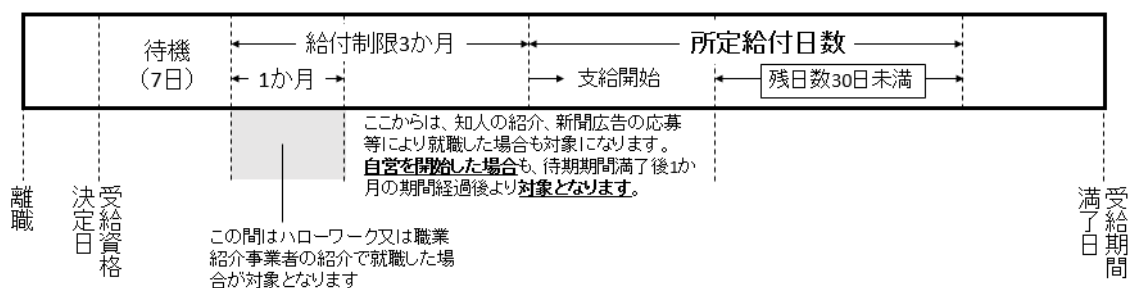 待機
(7日)
給付制限3か月
1か月
所定給付日数
支給開始
残日数30日未満
ここからは、知人の紹介、新聞広告の応募
等により就職した場合も対象になります。
自営を開始した場合も、待期期間満了後1か
月の期間経過後より対象となります。
この間はハローワーク又は職業
紹介事業者の紹介で就職した場
合が対象となります
離職
受給資格
決定日
受給期間
満了日